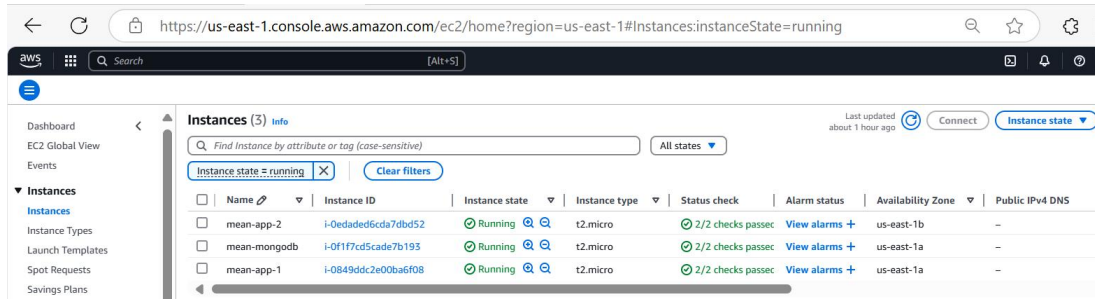 https://us-east-1.console.aws.amazon.com/ec2/home?region=us-east-1#Instances:instanceState=running
aws Search [Alt+S]
Dashboard
EC2 Global View
Events
Instances
Instances
Instance Types
Launch Templates
Spot Requests
Savings Plans
Instances (3) Info
Last updated
about 1 hour ago
Connect
Instance state
Find Instance by attribute or tag (case-sensitive)
All states
Instance state = running
Clear filters
Name Instance ID Instance state Instance type Status check Alarm status Availability Zone Public IPv4 DNS
mean-app-2 i-0edaded6cda7dbd52 Running t2.micro 2/2 checks passec View alarms + us-east-1b –
mean-mongodb i-0f1f7cd5cade7b193 Running t2.micro 2/2 checks passec View alarms + us-east-1a –
mean-app-1 i-0849ddc2e00ba6f08 Running t2.micro 2/2 checks passec View alarms + us-east-1a –